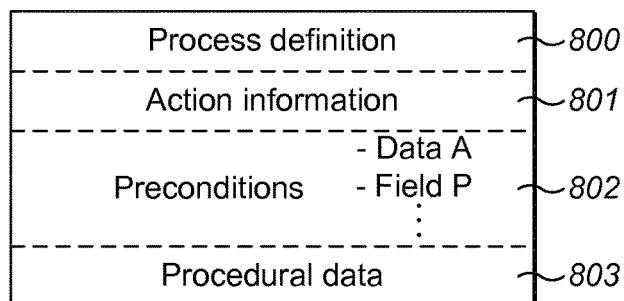 Process definition 800
Action information 801
- Data A
Preconditions - Field P 802
⋮
Procedural data 803